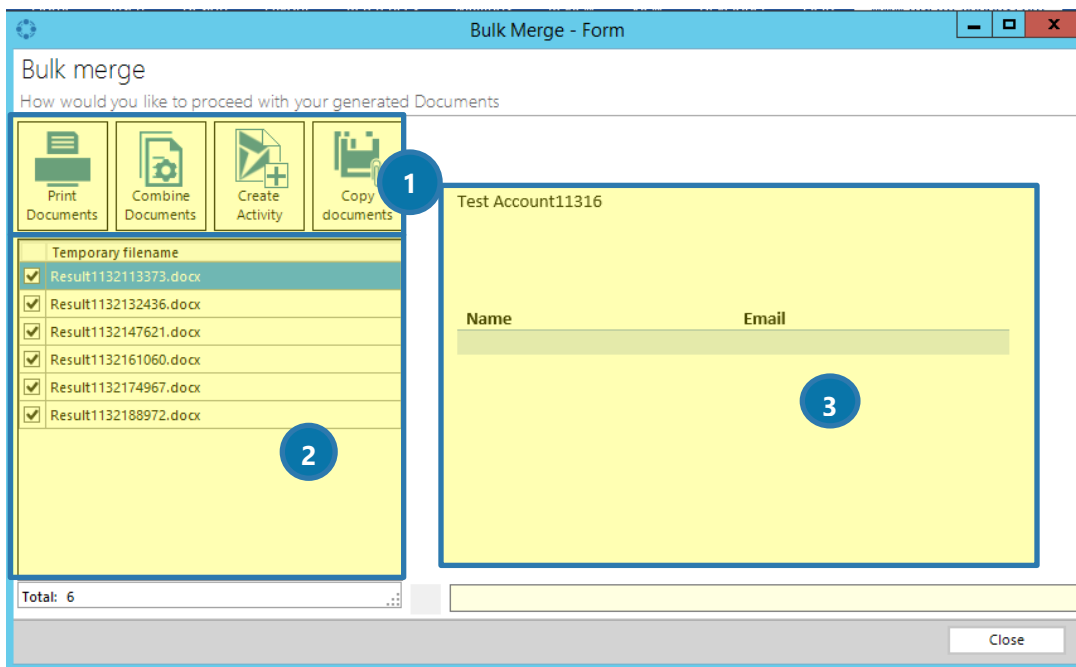 Bulk Merge - Form
x
Bulk merge
How would you like to proceed with your generated Documents
Print
Documents
Combine
Documents
Create
Activity
Copy
documents
1
Temporary filename
Result1132113373.docx
Result1132132436.docx
Result1132147621.docx
Result1132161060.docx
Result1132174967.docx
Result1132188972.docx
2
Test Account11316
Name Email
3
Total: 6
Close